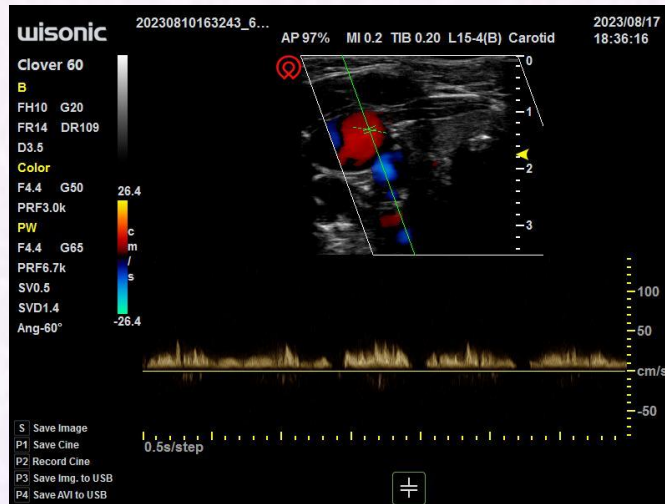 wisonic
20230810163243_6...
2023/08/17
18:36:16
AP 97% MI 0.2 TIB 0.20 L15-4(B) Carotid
Clover 60
B
FH10 G20
FR14 DR109
D3.5
Color
F4.4 G50
PRF3.0k
PW
F4.4 G65
PRF6.7k
SV0.5
SVD1.4
Ang-60°
26.4
cm/s
-26.4
0
1
2
3
100
50
cm/s
-50
0.5s/step
S Save Image
P1 Save Cine
P2 Record Cine
P3 Save Img. to USB
P4 Save AVI to USB